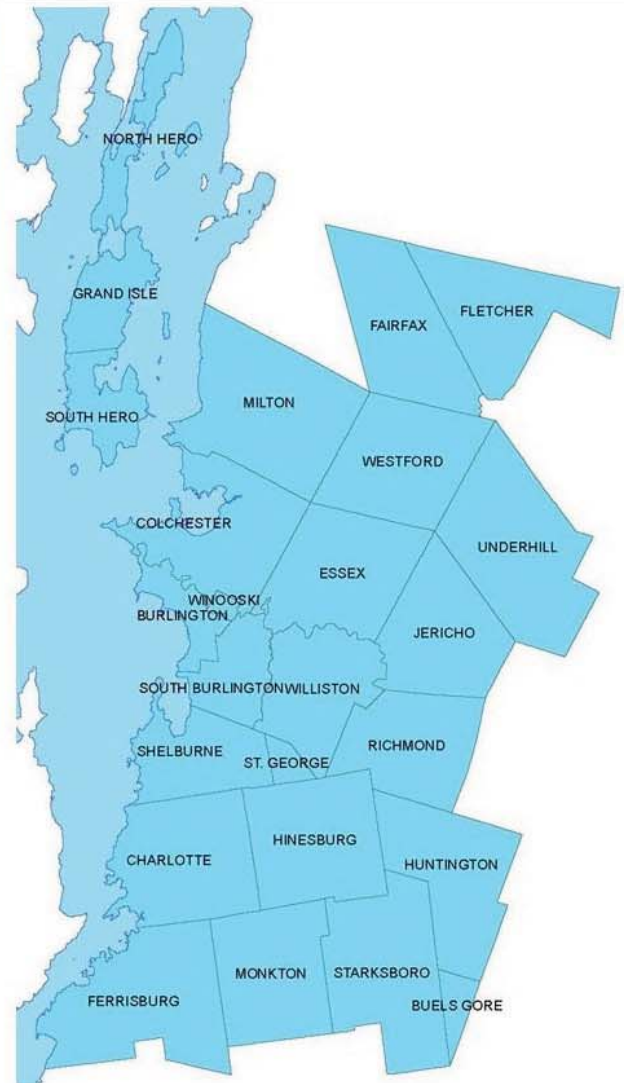 NORTH HERO
GRAND ISLE
FLETCHER
FAIRFAX
MILTON
SOUTH HERO
WESTFORD
COLCHESTER
UNDERHILL
ESSEX
WINOOSKI
BURLINGTON
JERICHO
SOUTH BURLINGTON
WILLISTON
RICHMOND
SHELBURNE
ST. GEORGE
HINESBURG
CHARLOTTE
HUNTINGTON
MONKTON
STARKSBORO
FERRISBURG
BUELS GORE